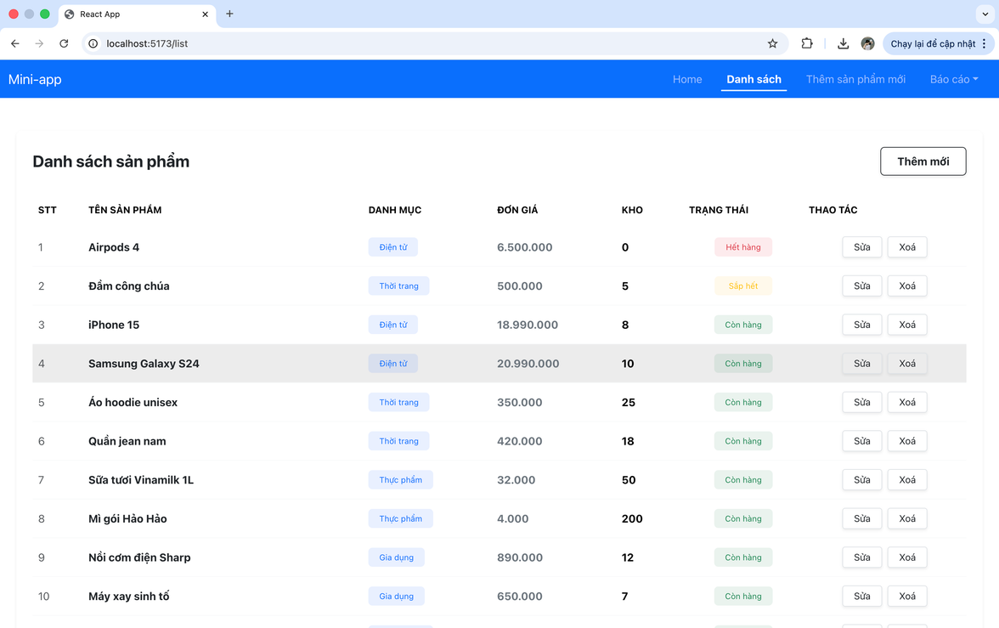 React App
localhost:5173/list
Chạy lại để cập nhật
Mini-app Home Danh sách Thêm sản phẩm mới Báo cáo
Danh sách sản phẩm Thêm mới
STT TÊN SẢN PHẨM DANH MỤC ĐƠN GIÁ KHO TRẠNG THÁI THAO TÁC
1 Airpods 4 Điện tử 6.500.000 0 Hết hàng Sửa Xoá
2 Đầm công chúa Thời trang 500.000 5 Sắp hết Sửa Xoá
3 iPhone 15 Điện tử 18.990.000 8 Còn hàng Sửa Xoá
4 Samsung Galaxy S24 Điện tử 20.990.000 10 Còn hàng Sửa Xoá
5 Áo hoodie unisex Thời trang 350.000 25 Còn hàng Sửa Xoá
6 Quần jean nam Thời trang 420.000 18 Còn hàng Sửa Xoá
7 Sữa tươi Vinamilk 1L Thực phẩm 32.000 50 Còn hàng Sửa Xoá
8 Mì gói Hảo Hảo Thực phẩm 4.000 200 Còn hàng Sửa Xoá
9 Nồi cơm điện Sharp Gia dụng 890.000 12 Còn hàng Sửa Xoá
10 Máy xay sinh tố Gia dụng 650.000 7 Còn hàng Sửa Xoá